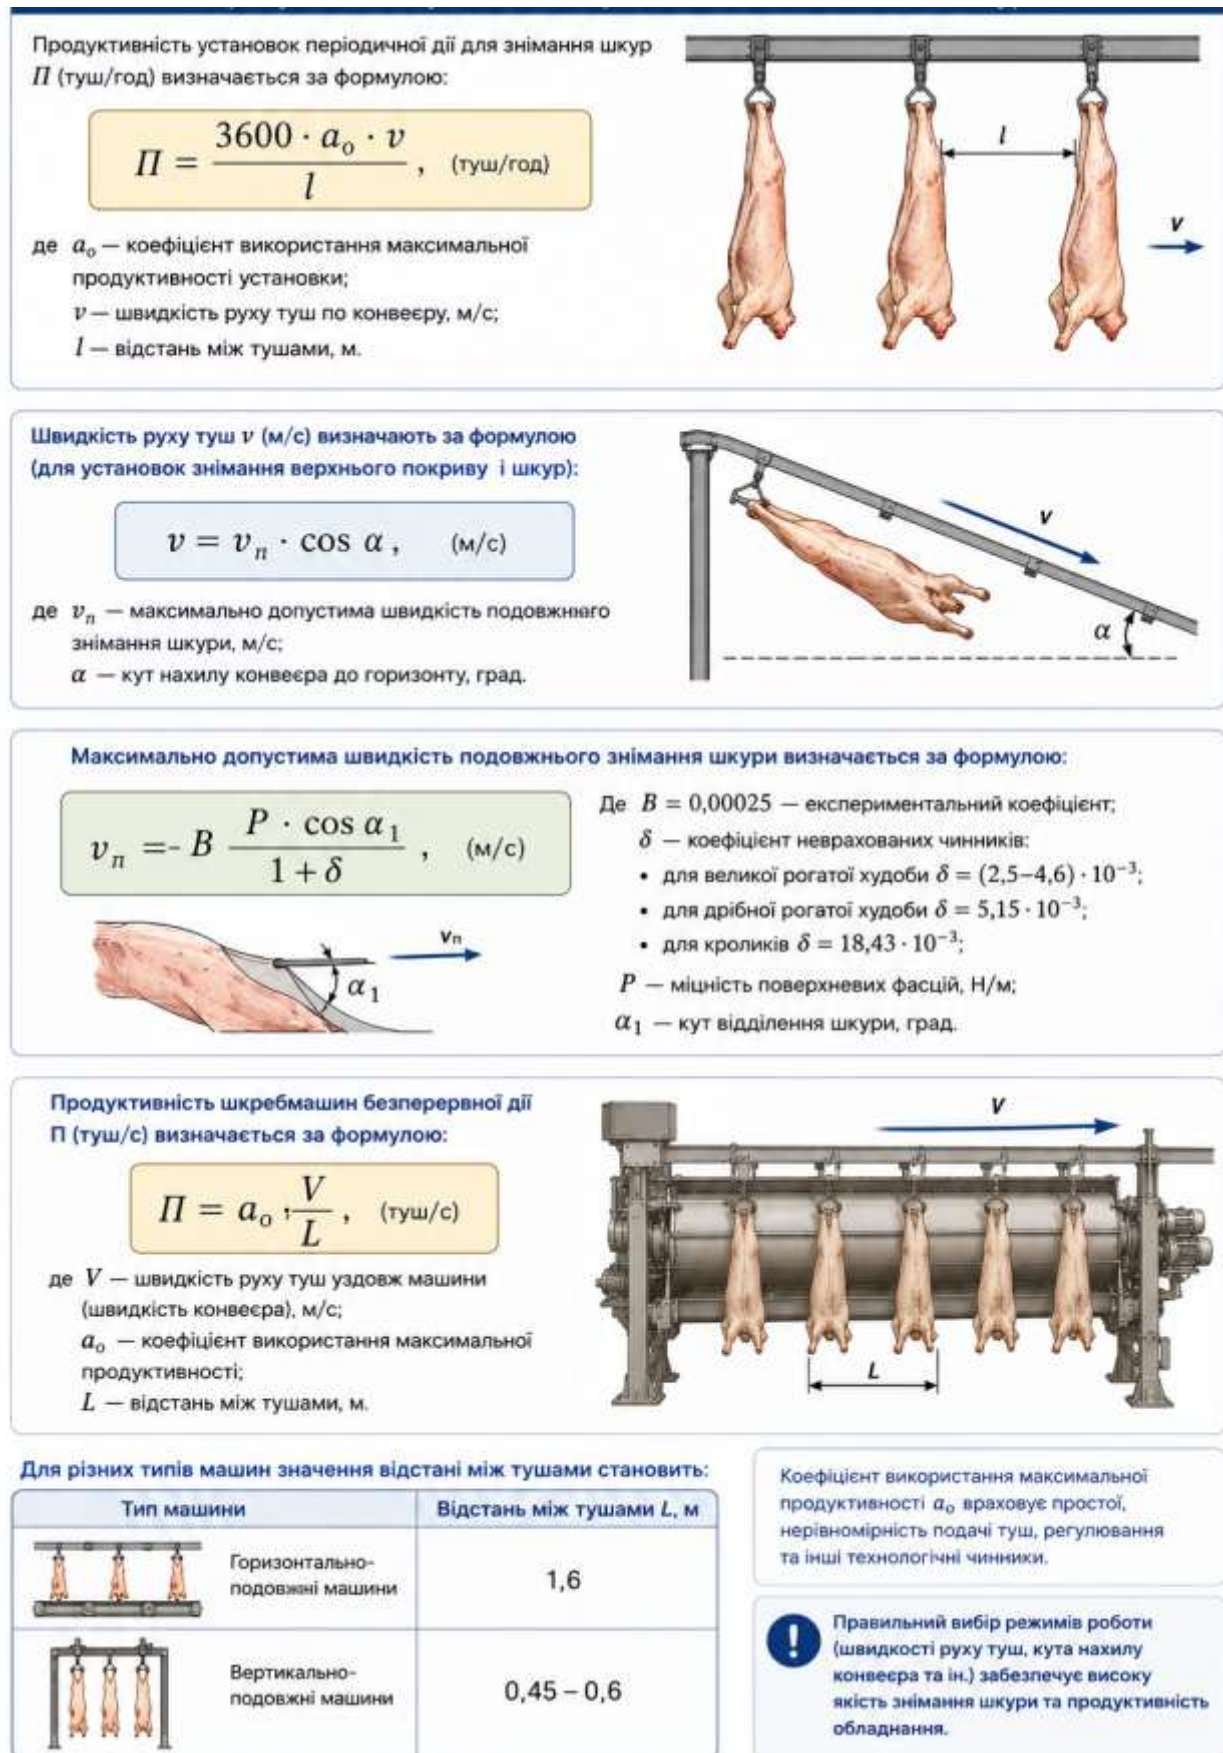 Продуктивність установок періодичної дії для знімання шкур
П (туш/год) визначається за формулою:
П = 3600 · aₒ · v / l , (туш/год)
де aₒ — коефіцієнт використання максимальної
продуктивності установки;
v — швидкість руху туш по конвеєру, м/с;
l — відстань між тушами, м.
l
v
Швидкість руху туш v (м/с) визначають за формулою
(для установок знімання верхнього покриву і шкур):
v = vₙ · cos α , (м/с)
де vₙ — максимально допустима швидкість подовжнього
знімання шкури, м/с;
α — кут нахилу конвеєра до горизонту, град.
v
α
Максимально допустима швидкість подовжнього знімання шкури визначається за формулою:
vₙ =- B P · cos α₁ / 1 + δ , (м/с)
vп
α₁
Де B = 0,00025 — експериментальний коефіцієнт;
δ — коефіцієнт неврахованих чинників:
• для великої рогатої худоби δ = (2,5–4,6) · 10⁻³;
• для дрібної рогатої худоби δ = 5,15 · 10⁻³;
• для кроликів δ = 18,43 · 10⁻³;
P — міцність поверхневих фасцій, Н/м;
α₁ — кут відділення шкури, град.
Продуктивність шкребмашин безперервної дії
П (туш/с) визначається за формулою:
П = aₒ · V / L , (туш/с)
де V — швидкість руху туш уздовж машини
(швидкість конвеєра), м/с;
aₒ — коефіцієнт використання максимальної
продуктивності;
L — відстань між тушами, м.
V
L
Для різних типів машин значення відстані між тушами становить:
Тип машини
Відстань між тушами L, м
Горизонтально-
подовжні машини
1,6
Вертикально-
подовжні машини
0,45 – 0,6
Коефіцієнт використання максимальної
продуктивності aₒ враховує простої,
нерівномірність подачі туш, регулювання
та інші технологічні чинники.
!
Правильний вибір режимів роботи
(швидкості руху туш, кута нахилу
конвеєра та ін.) забезпечує високу
якість знімання шкури та продуктивність
обладнання.